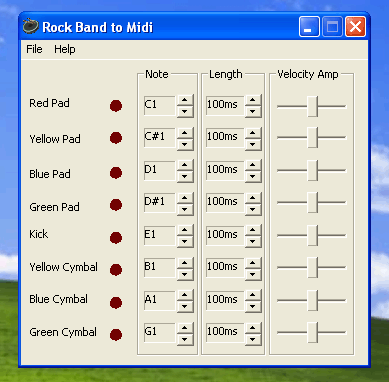 Rock Band to Midi
File Help
Note Length Velocity Amp
Red Pad C1 100ms
Yellow Pad C#1 100ms
Blue Pad D1 100ms
Green Pad D#1 100ms
Kick E1 100ms
Yellow Cymbal B1 100ms
Blue Cymbal A1 100ms
Green Cymbal G1 100ms